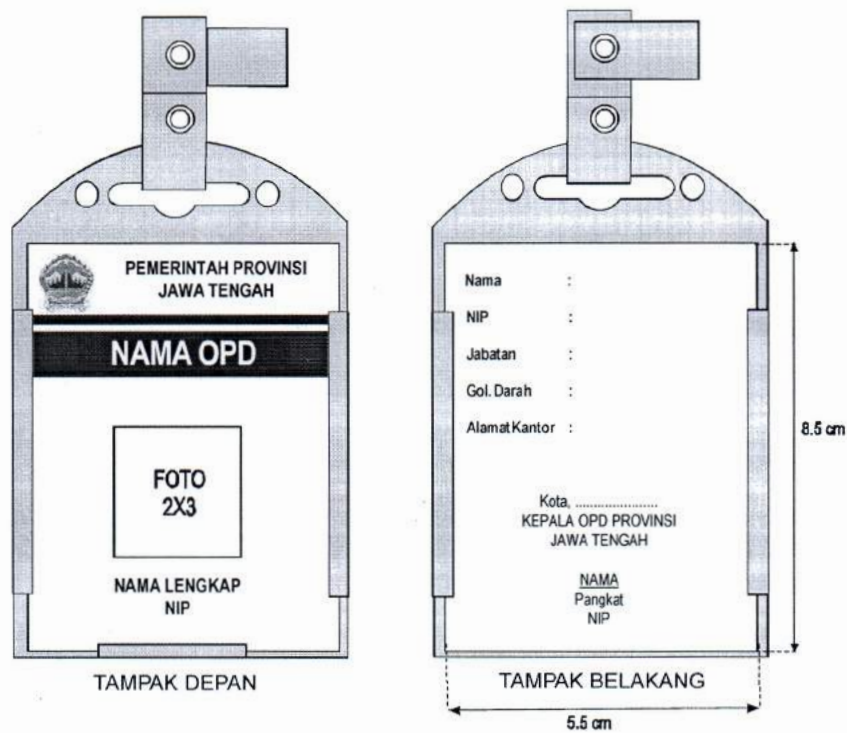 PEMERINTAH PROVINSI
JAWA TENGAH
NAMA OPD
FOTO
2X3
NAMA LENGKAP
NIP
TAMPAK DEPAN
Nama :
NIP :
Jabatan :
Gol. Darah :
Alamat Kantor :
Kota, .....................
KEPALA OPD PROVINSI
JAWA TENGAH
NAMA
Pangkat
NIP
TAMPAK BELAKANG
8.5 cm
5.5 cm